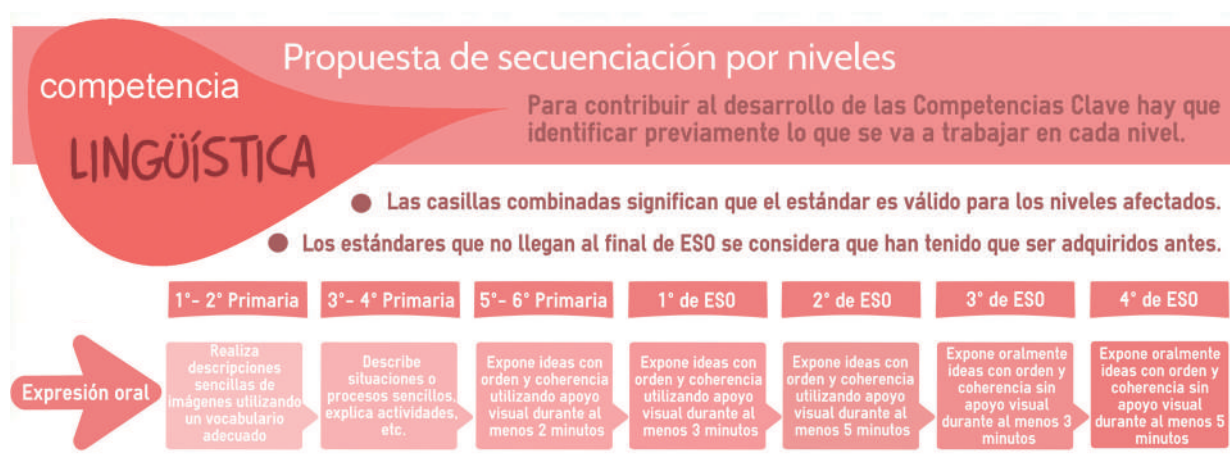 Propuesta de secuenciación por niveles
competencia
LINGÜÍSTICA
Para contribuir al desarrollo de las Competencias Clave hay que
identificar previamente lo que se va a trabajar en cada nivel.
Las casillas combinadas significan que el estándar es válido para los niveles afectados.
Los estándares que no llegan al final de ESO se considera que han tenido que ser adquiridos antes.
1°- 2° Primaria
3°- 4° Primaria
5°- 6° Primaria
1° de ESO
2° de ESO
3° de ESO
4° de ESO
Expresión oral
Realiza
descripciones
sencillas de
imágenes utilizando
un vocabulario
adecuado
Describe
situaciones o
procesos sencillos,
explica actividades,
etc.
Expone ideas con
orden y coherencia
utilizando apoyo
visual durante al
menos 2 minutos
Expone ideas con
orden y coherencia
utilizando apoyo
visual durante al
menos 3 minutos
Expone ideas con
orden y coherencia
utilizando apoyo
visual durante al
menos 5 minutos
Expone oralmente
ideas con orden y
coherencia sin
apoyo visual
durante al menos 3
minutos
Expone oralmente
ideas con orden y
coherencia sin
apoyo visual
durante al menos 5
minutos